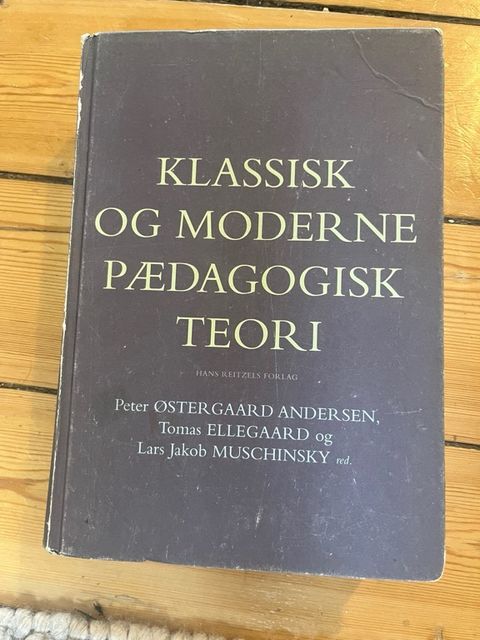 KLASSISK
OG MODERNE
PÆDAGOGISK
TEORI
HANS REITZELS FORLAG
Peter ØSTERGAARD ANDERSEN,
Tomas ELLEGAARD og
Lars Jakob MUSCHINSKY red.